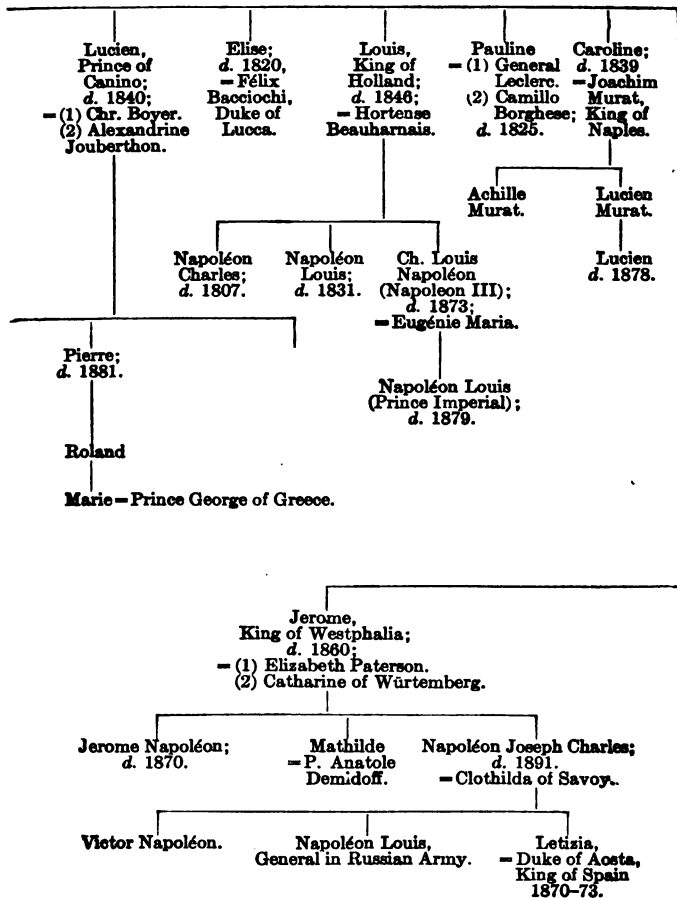 Lucien,
Prince of
Canino;
d. 1840;
= (1) Chr. Boyer.
(2) Alexandrine
Jouberthon.
Elise;
d. 1820,
= Félix
Bacciochi,
Duke of
Lucca.
Louis,
King of
Holland;
d. 1846;
= Hortense
Beauharnais.
Pauline
= (1) General
Leclerc.
(2) Camillo
Borghese;
d. 1825.
Caroline;
d. 1839
= Joachim
Murat,
King of
Naples.
Achille
Murat.
Lucien
Murat.
Napoléon
Charles;
d. 1807.
Napoléon
Louis;
d. 1831.
Ch. Louis
Napoléon
(Napoleon III);
d. 1873;
= Eugénie Maria.
Lucien
d. 1878.
Pierre;
d. 1881.
Napoléon Louis
(Prince Imperial);
d. 1879.
Roland
Marie = Prince George of Greece.
Jerome,
King of Westphalia;
d. 1860;
= (1) Elizabeth Paterson.
(2) Catharine of Würtemberg.
Jerome Napoléon;
d. 1870.
Mathilde
= P. Anatole
Demidoff.
Napoléon Joseph Charles;
d. 1891.
= Clothilda of Savoy.
Victor Napoléon.
Napoléon Louis,
General in Russian Army.
Letizia,
= Duke of Aosta,
King of Spain
1870–73.